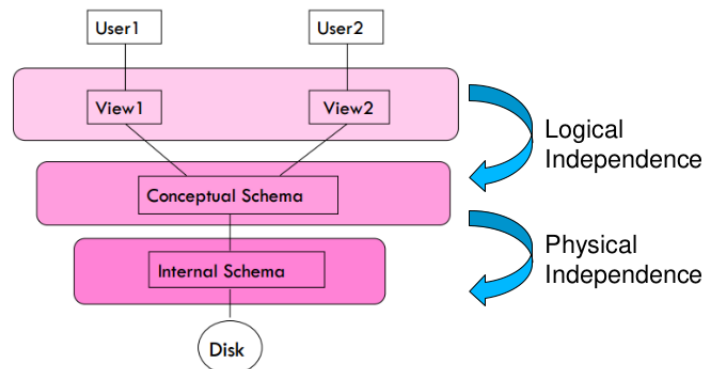 User1
User2
View1
View2
Logical
Independence
Conceptual Schema
Physical
Independence
Internal Schema
Disk